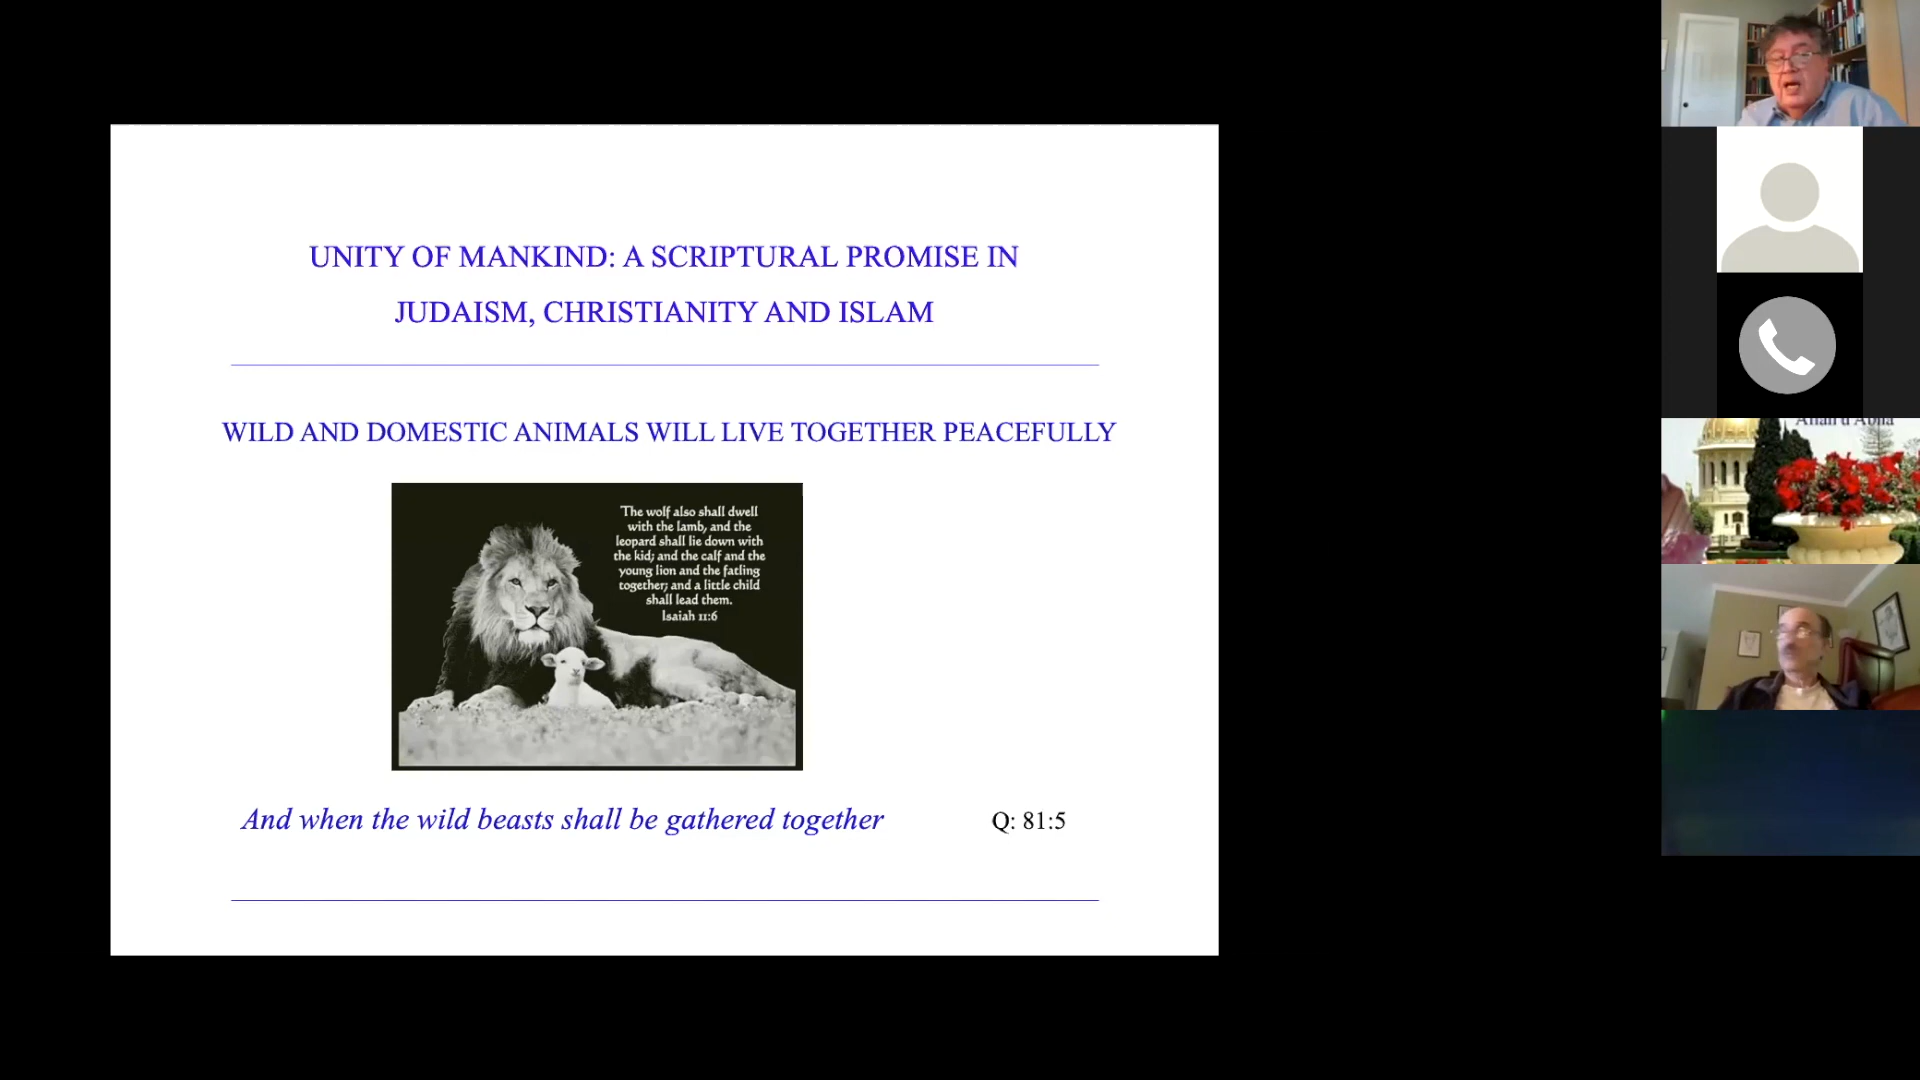 UNITY OF MANKIND: A SCRIPTURAL PROMISE IN
JUDAISM, CHRISTIANITY AND ISLAM
WILD AND DOMESTIC ANIMALS WILL LIVE TOGETHER PEACEFULLY
The wolf also shall dwell
with the lamb, and the
leopard shall lie down with
the kid; and the calf and the
young lion and the fatling
together; and a little child
shall lead them.
Isaiah 11:6
And when the wild beasts shall be gathered together
Q: 81:5